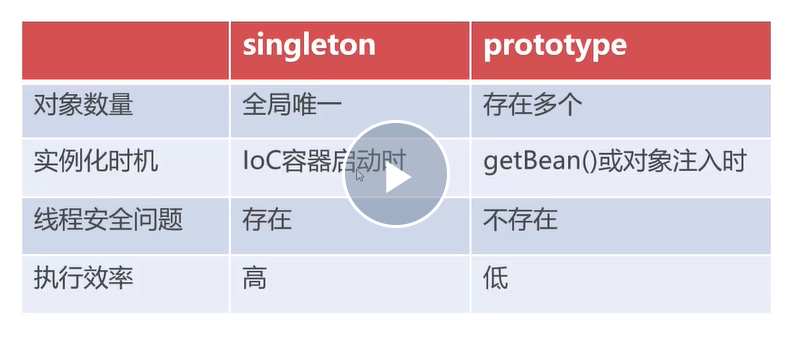 singleton prototype
对象数量 全局唯一 存在多个
实例化时机 IoC容器启动时 getBean()或对象注入时
线程安全问题 存在 不存在
执行效率 高 低